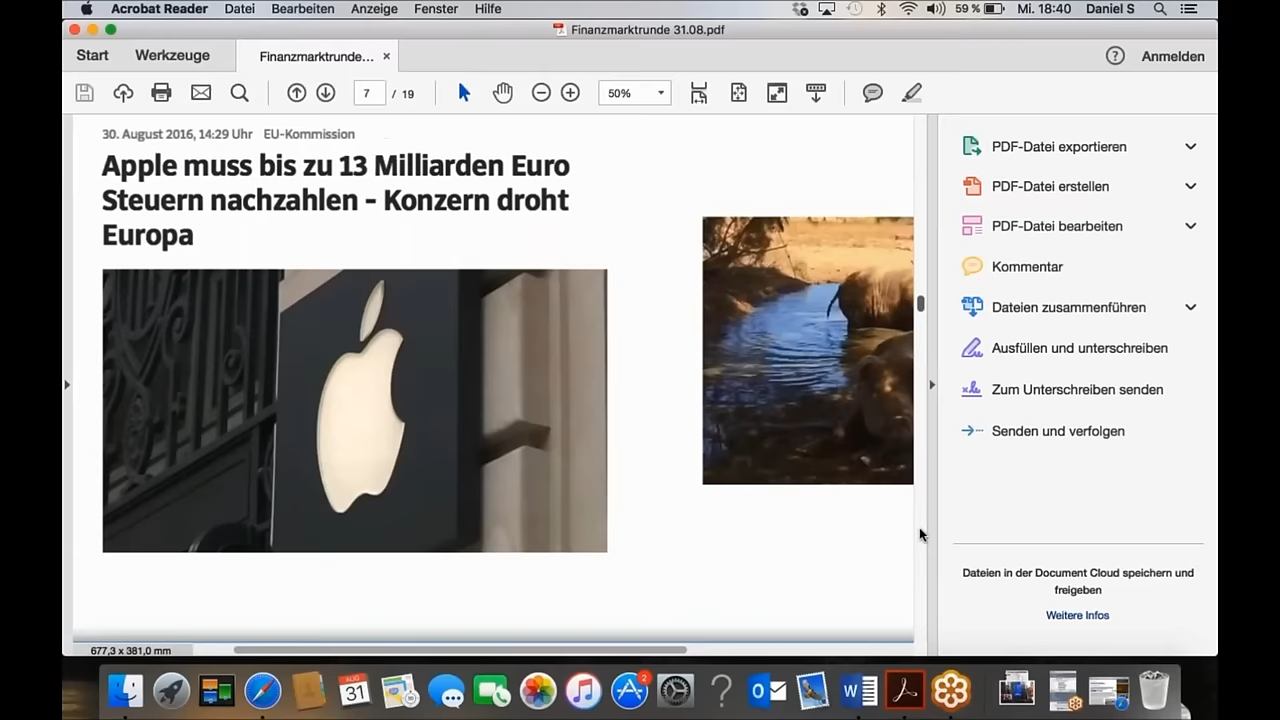 Acrobat Reader Datei Bearbeiten Anzeige Fenster Hilfe 59 % Mi. 18:40 Daniel S
Finanzmarktrunde 31.08.pdf
Start Werkzeuge Finanzmarktrunde... × ? Anmelden
7 / 19 50%
30. August 2016, 14:29 Uhr EU-Kommission
Apple muss bis zu 13 Milliarden Euro
Steuern nachzahlen - Konzern droht
Europa
PDF-Datei exportieren
PDF-Datei erstellen
PDF-Datei bearbeiten
Kommentar
Dateien zusammenführen
Ausfüllen und unterschreiben
Zum Unterschreiben senden
Senden und verfolgen
Dateien in der Document Cloud speichern und
freigeben
Weitere Infos
677,3 x 381,0 mm
AUG
31
2
?